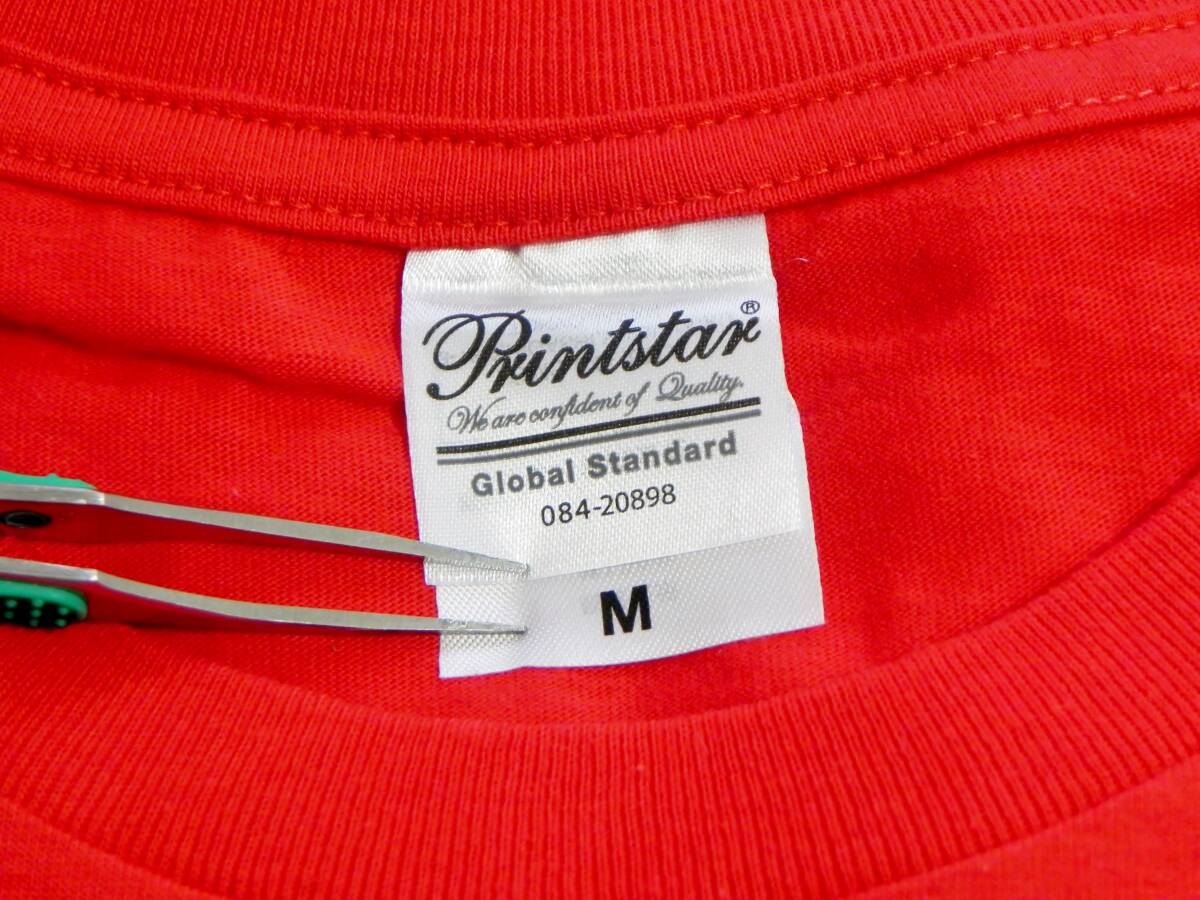 Printstar®
We are confident of Quality.
Global Standard
084-20898
M